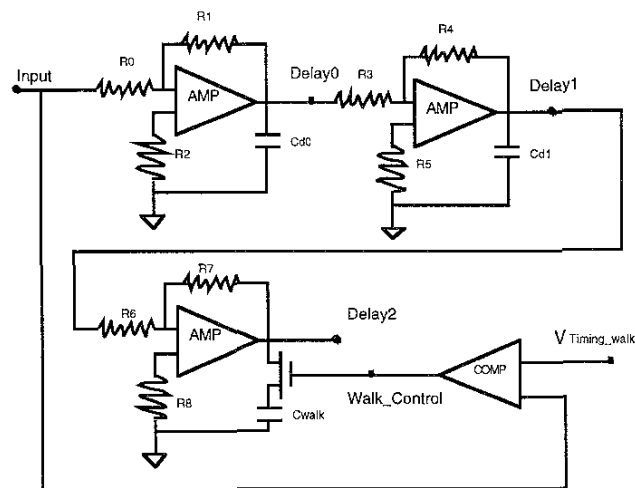 R1
R0
Input
AMP
R2
Cd0
Delay0
R3
R4
AMP
R5
Cd1
Delay1
R7
R6
AMP
R8
Delay2
Cwalk
Walk_Control
COMP
V Timing_walk